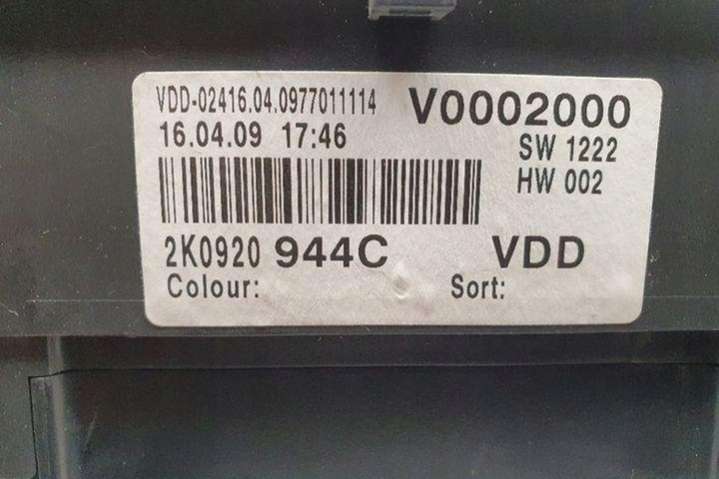 VDD-02416.04.0977011114 V0002000
16.04.09 17:46 SW 1222
HW 002
2K0920 944C VDD
Colour: Sort: